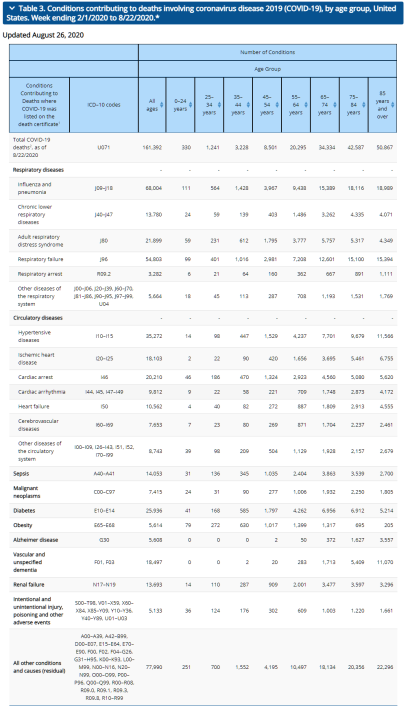 Table 3. Conditions contributing to deaths involving coronavirus disease 2019 (COVID-19), by age group, United
States. Week ending 2/1/2020 to 8/22/2020.*
Updated August 26, 2020
Number of Conditions
Age Group
Conditions Contributing to Deaths where COVID-19 was listed on the death certificate¹ ICD–10 codes All ages 0–24 years 25–34 years 35–44 years 45–54 years 55–64 years 65–74 years 75–84 years 85 years and over
Total COVID-19 deaths², as of 8/22/2020 U071 161,392 330 1,241 3,228 8,501 20,295 34,334 42,587 50,867
Respiratory diseases - - - - - - - - -
Influenza and pneumonia J09–J18 68,004 111 564 1,428 3,967 9,438 15,389 18,116 18,989
Chronic lower respiratory diseases J40–J47 13,780 24 59 139 403 1,486 3,262 4,335 4,071
Adult respiratory distress syndrome J80 21,899 59 231 612 1,795 3,777 5,757 5,317 4,349
Respiratory failure J96 54,803 99 401 1,016 2,981 7,208 12,601 15,100 15,394
Respiratory arrest R09.2 3,282 6 21 64 160 362 667 891 1,111
Other diseases of the respiratory system J00–J06, J20–J39, J60–J70, J81–J86, J90–J95, J97–J99, U04 5,664 18 45 113 287 708 1,193 1,531 1,769
Circulatory diseases - - - - - - - - -
Hypertensive diseases I10–I15 35,272 14 98 447 1,529 4,237 7,701 9,679 11,566
Ischemic heart disease I20–I25 18,103 2 22 90 420 1,656 3,695 5,461 6,755
Cardiac arrest I46 20,210 46 186 470 1,324 2,923 4,560 5,080 5,620
Cardiac arrhythmia I44, I45, I47–I49 9,812 9 22 58 221 709 1,748 2,873 4,172
Heart failure I50 10,562 4 40 82 272 887 1,809 2,913 4,555
Cerebrovascular diseases I60–I69 7,653 7 23 80 269 871 1,704 2,237 2,461
Other diseases of the circulatory system I00–I09, I26–I43, I51, I52, I70–I99 8,743 39 98 209 504 1,129 1,928 2,157 2,679
Sepsis A40–A41 14,053 31 136 345 1,035 2,404 3,863 3,539 2,700
Malignant neoplasms C00–C97 7,415 24 31 90 277 1,006 1,932 2,250 1,805
Diabetes E10–E14 25,936 41 168 585 1,797 4,262 6,956 6,912 5,214
Obesity E65–E68 5,614 79 272 630 1,017 1,399 1,317 695 205
Alzheimer disease G30 5,608 0 0 0 2 50 372 1,627 3,557
Vascular and unspecified dementia F01, F03 18,497 0 0 2 20 283 1,713 5,409 11,070
Renal failure N17–N19 13,693 14 110 287 909 2,001 3,477 3,597 3,296
Intentional and unintentional injury, poisoning and other adverse events S00–T98, V01–X59, X60–X84, X85–Y09, Y10–Y36, Y40–Y89, U01–U03 5,133 36 124 176 302 609 1,003 1,220 1,661
All other conditions and causes (residual) A00–A39, A42–B99, D00–E07, E15–E64, E70–E90, F00, F02, F04–G26, G31–H95, K00–K93, L00–M99, N00–N16, N20–N99, O00–O99, P00–P96, Q00–Q99, R00–R08, R09.0, R09.1, R09.3, R09.8, R10–R99 77,990 251 700 1,552 4,195 10,497 18,134 20,356 22,296